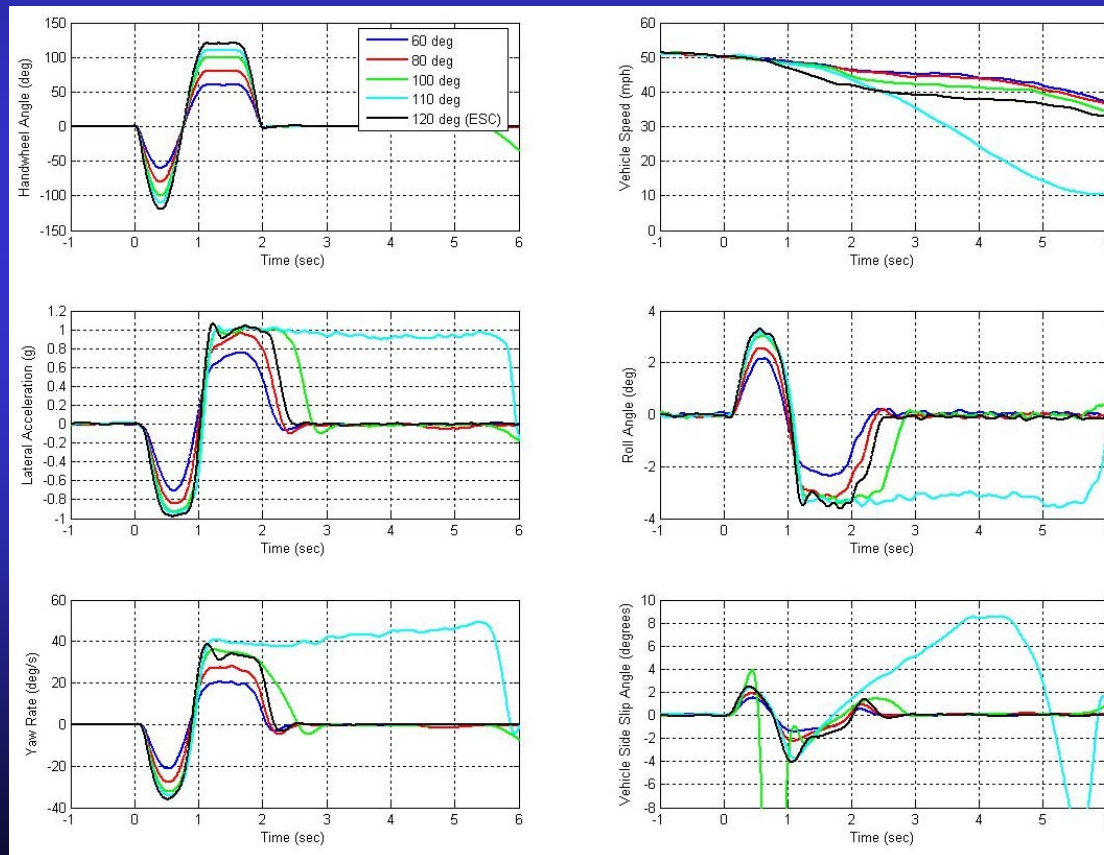 150
100
50
0
-50
-100
-150
Handwheel Angle (deg)
60 deg
80 deg
100 deg
110 deg
120 deg (ESC)
-1 0 1 2 3 4 5 6
Time (sec)
60
50
40
30
20
10
0
Vehicle Speed (mph)
-1 0 1 2 3 4 5
Time (sec)
1.2
1
0.8
0.6
0.4
0.2
0
-0.2
-0.4
-0.6
-0.8
-1
Lateral Acceleration (g)
-1 0 1 2 3 4 5 6
Time (sec)
4
2
0
-2
-4
Roll Angle (deg)
-1 0 1 2 3 4 5
Time (sec)
60
40
20
0
-20
-40
Yaw Rate (deg/s)
-1 0 1 2 3 4 5 6
Time (sec)
10
8
6
4
2
0
-2
-4
-6
-8
Vehicle Side Slip Angle (degrees)
-1 0 1 2 3 4 5
Time (sec)